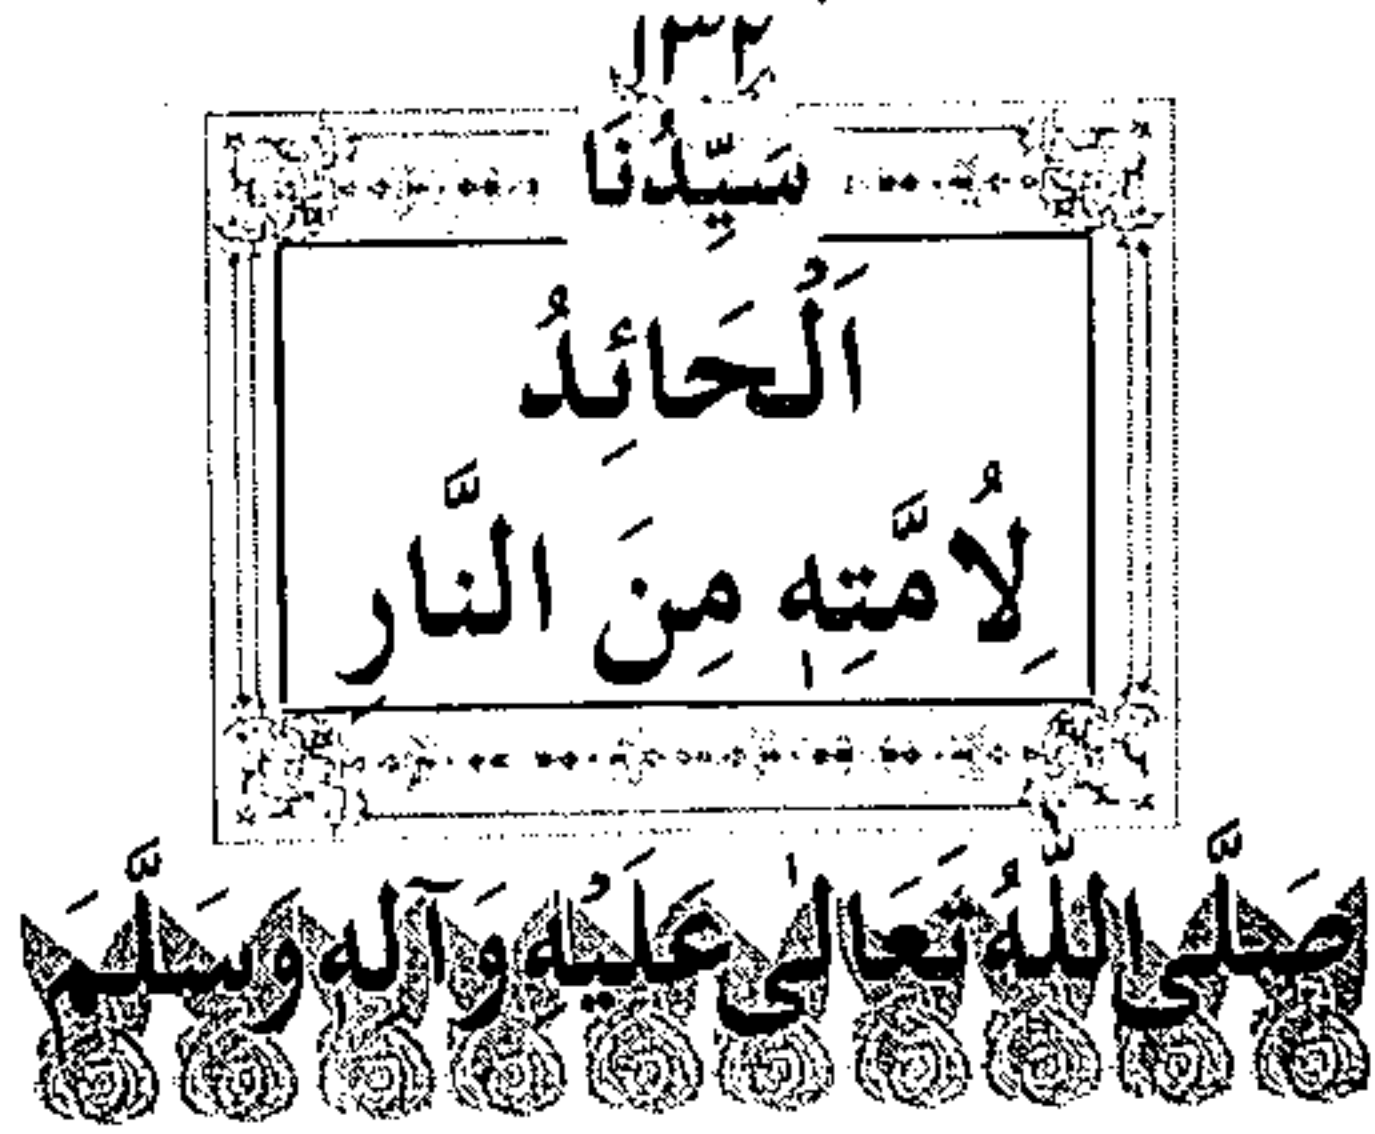 ١٣٢
سَيِّدُنَا
اَلْحَائِدُ
لِاُمَّتِهٖ مِنَ النَّارِ
صَلَّى اللّٰهُ تَعَالٰى عَلَيْهِ وَآلِهٖ وَسَلَّمَ